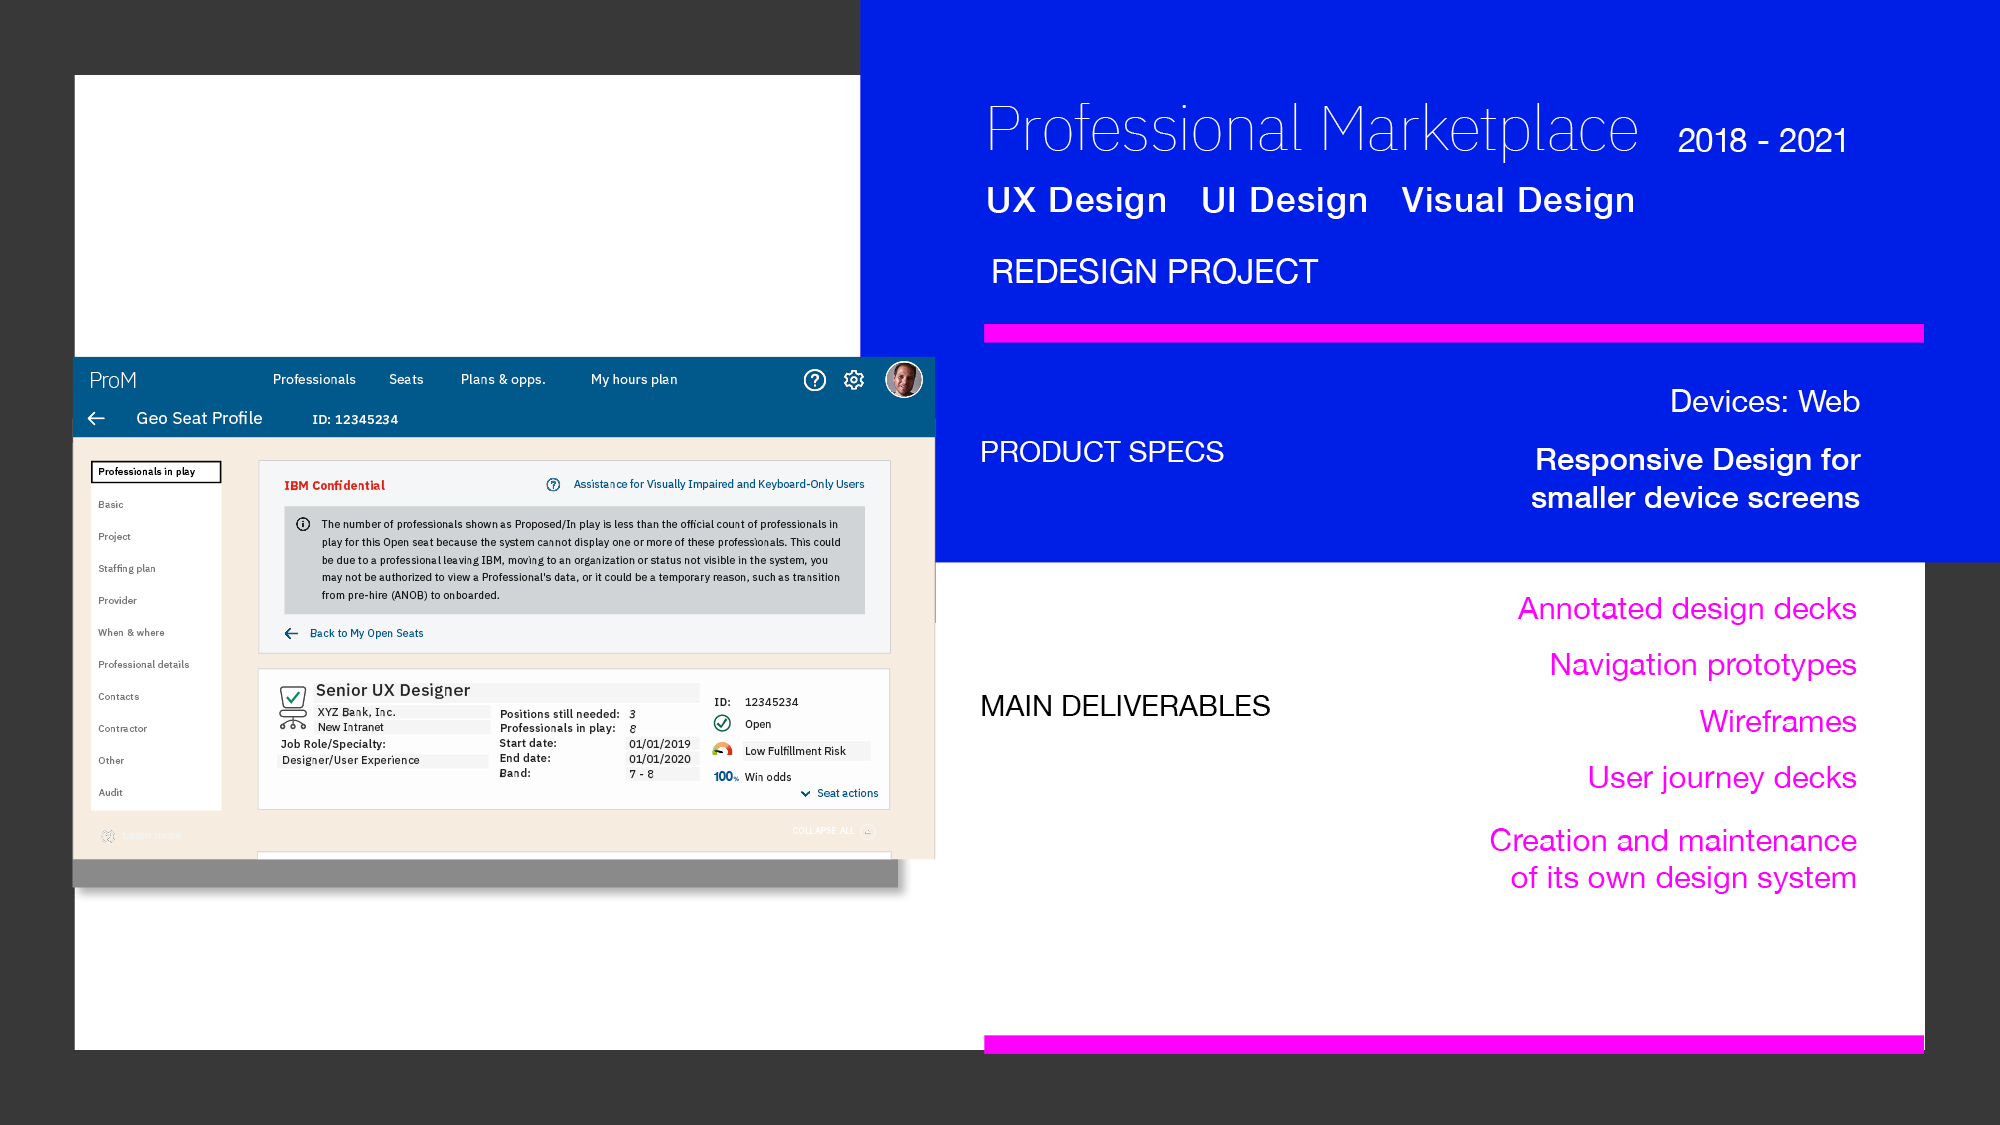 Professional Marketplace 2018 - 2021
UX Design UI Design Visual Design
REDESIGN PROJECT
PRODUCT SPECS
Devices: Web
Responsive Design for
smaller device screens
MAIN DELIVERABLES
Annotated design decks
Navigation prototypes
Wireframes
User journey decks
Creation and maintenance
of its own design system
ProM Professionals Seats Plans & opps. My hours plan
Geo Seat Profile ID: 12345234
Professionals in play
Basic
Project
Staffing plan
Provider
When & where
Professional details
Contacts
Contractor
Other
Audit
Learn more
IBM Confidential Assistance for Visually Impaired and Keyboard-Only Users
The number of professionals shown as Proposed/In play is less than the official count of professionals in
play for this Open seat because the system cannot display one or more of these professionals. This could
be due to a professional leaving IBM, moving to an organization or status not visible in the system, you
may not be authorized to view a Professional's data, or it could be a temporary reason, such as transition
from pre-hire (ANOB) to onboarded.
Back to My Open Seats
Senior UX Designer
XYZ Bank, Inc.
New Intranet
Job Role/Specialty:
Designer/User Experience
Positions still needed: 3
Professionals in play: 8
Start date: 01/01/2019
End date: 01/01/2020
Band: 7 - 8
ID: 12345234
Open
Low Fulfillment Risk
100% Win odds
Seat actions
COLLAPSE ALL